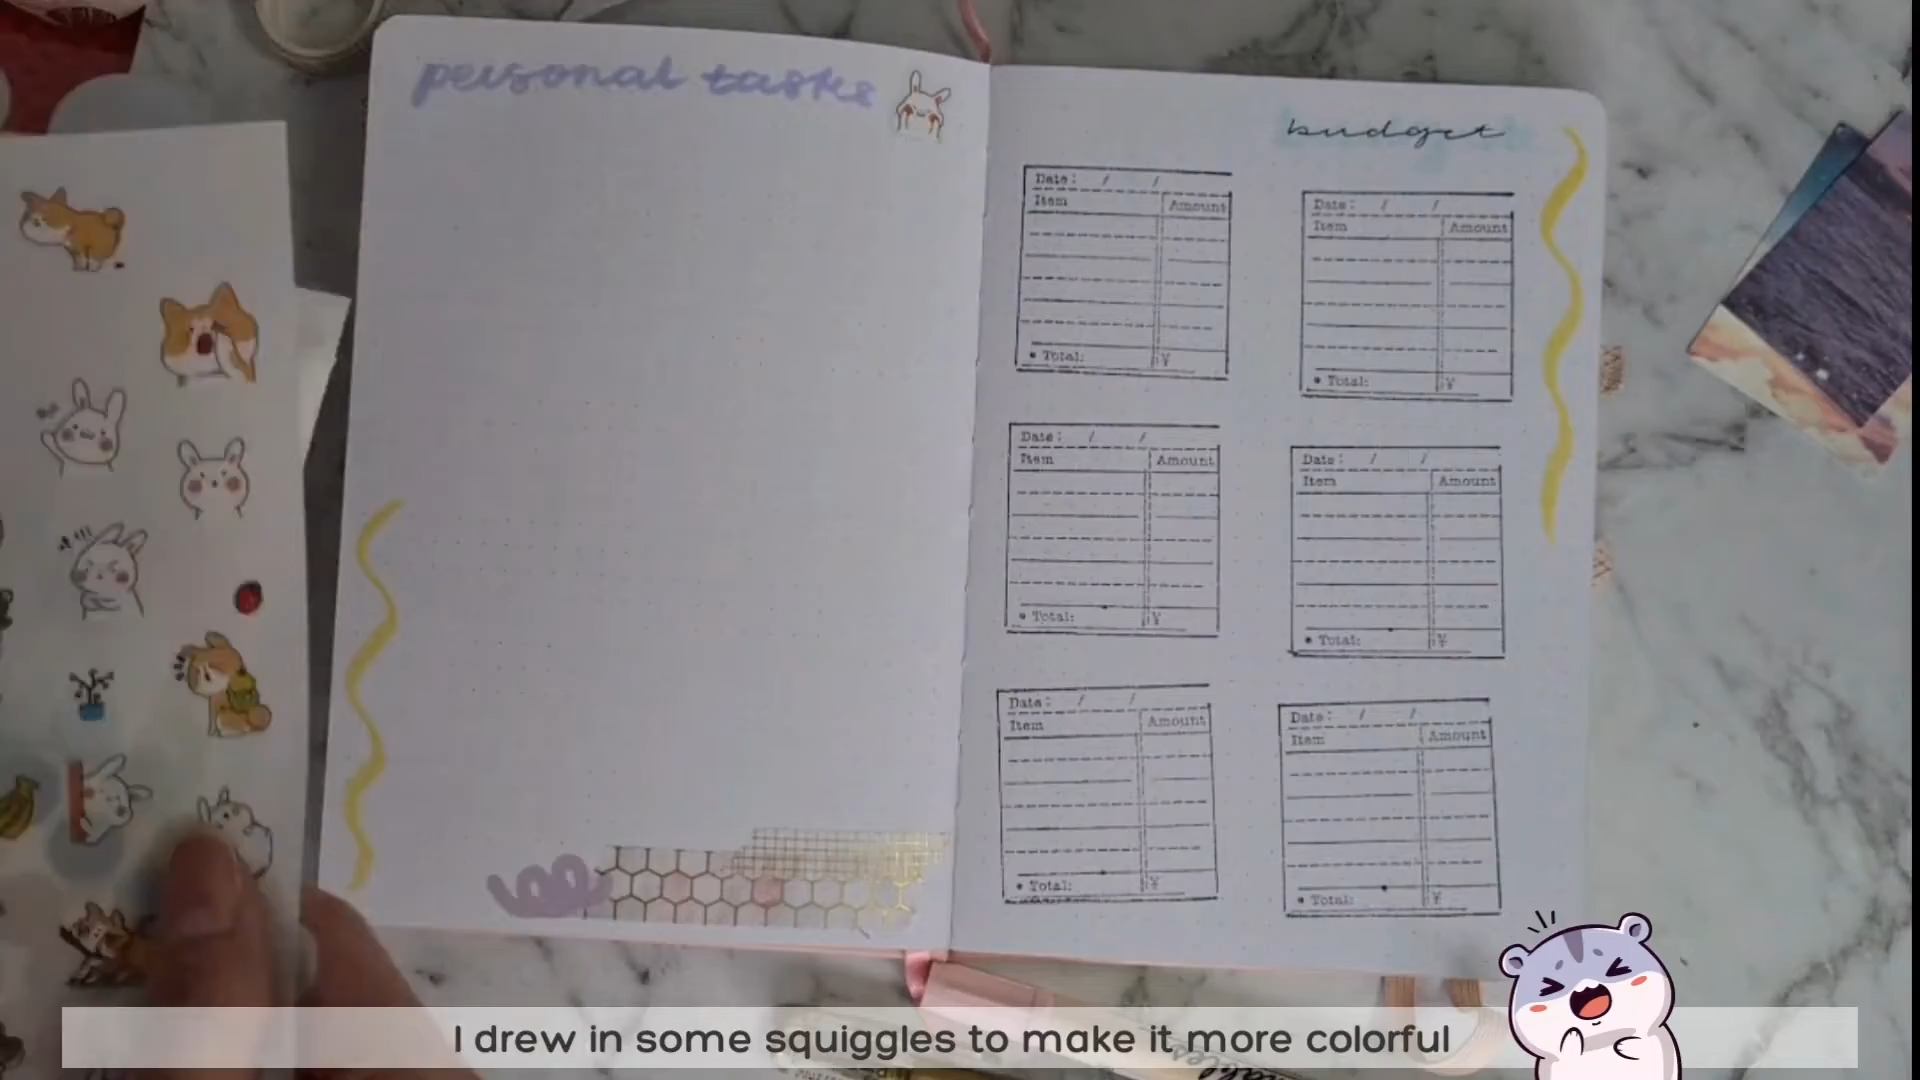 personal tasks
budget
Date: / /
Item Amount
• Total: ¥
Date: / /
Item Amount
• Total: ¥
Date: / /
Item Amount
• Total: ¥
Date: / /
Item Amount
• Total: ¥
Date: / /
Item Amount
• Total: ¥
Date: / /
Item Amount
• Total: ¥
I drew in some squiggles to make it more colorful